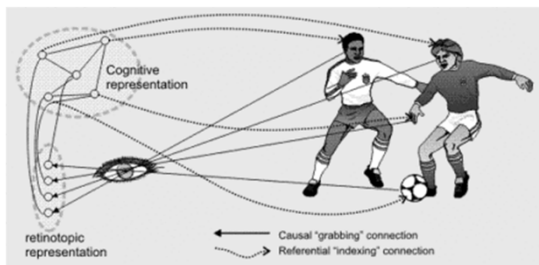 Cognitive
representation
retinotopic
representation
Causal "grabbing" connection
Referential "indexing" connection